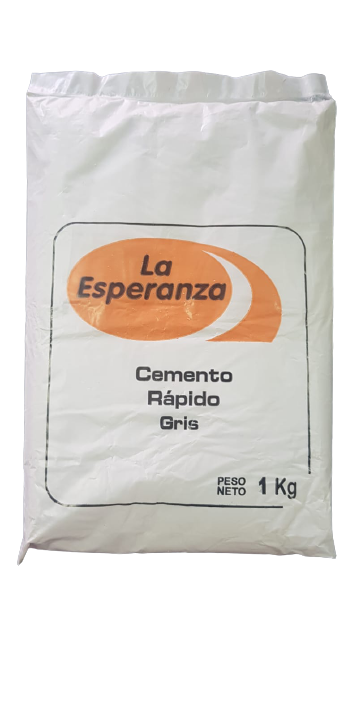 La
Esperanza
Cemento
Rápido
Gris
PESO
NETO 1 Kg